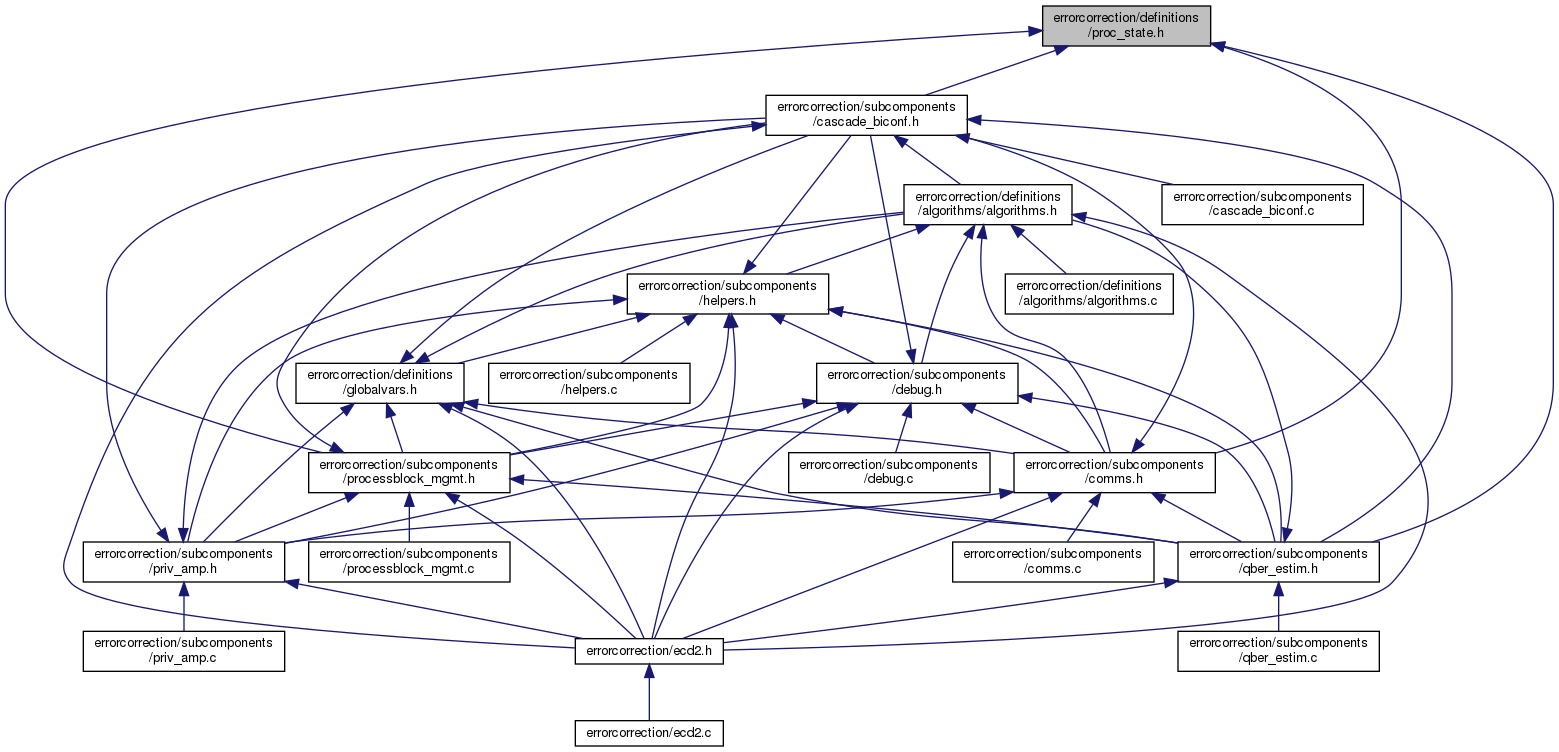 errorcorrection/definitions
/proc_state.h
errorcorrection/subcomponents
/cascade_biconf.h
errorcorrection/definitions
/algorithms/algorithms.h
errorcorrection/subcomponents
/cascade_biconf.c
errorcorrection/subcomponents
/helpers.h
errorcorrection/definitions
/algorithms/algorithms.c
errorcorrection/definitions
/globalvars.h
errorcorrection/subcomponents
/helpers.c
errorcorrection/subcomponents
/debug.h
errorcorrection/subcomponents
/processblock_mgmt.h
errorcorrection/subcomponents
/debug.c
errorcorrection/subcomponents
/comms.h
errorcorrection/subcomponents
/priv_amp.h
errorcorrection/subcomponents
/processblock_mgmt.c
errorcorrection/subcomponents
/comms.c
errorcorrection/subcomponents
/qber_estim.h
errorcorrection/subcomponents
/priv_amp.c
errorcorrection/ecd2.h
errorcorrection/subcomponents
/qber_estim.c
errorcorrection/ecd2.c